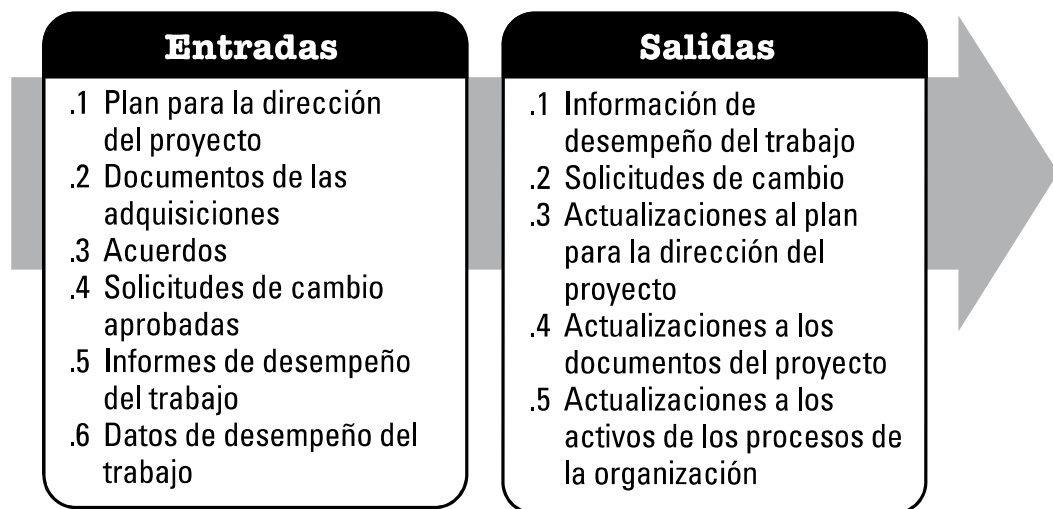 Entradas
.1 Plan para la dirección
del proyecto
.2 Documentos de las
adquisiciones
.3 Acuerdos
.4 Solicitudes de cambio
aprobadas
.5 Informes de desempeño
del trabajo
.6 Datos de desempeño del
trabajo
Salidas
.1 Información de
desempeño del trabajo
.2 Solicitudes de cambio
.3 Actualizaciones al plan
para la dirección del
proyecto
.4 Actualizaciones a los
documentos del proyecto
.5 Actualizaciones a los
activos de los procesos de
la organización